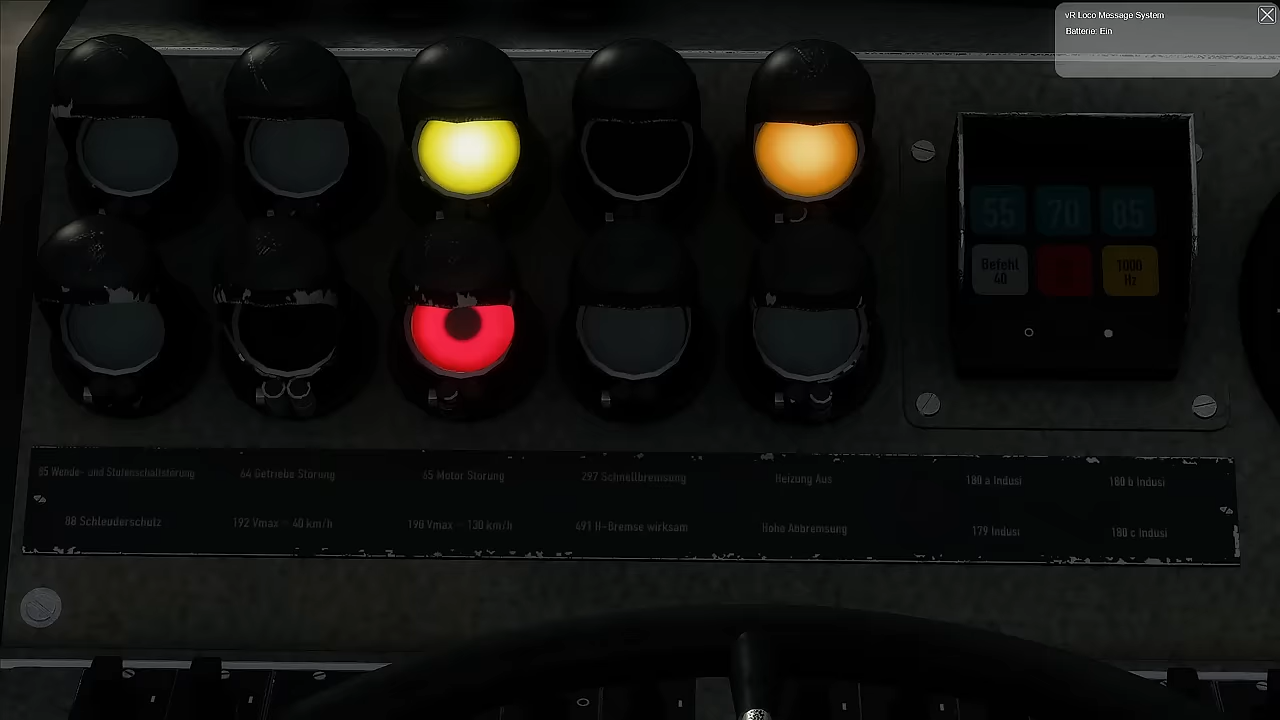 vR Loco Message System
Batterie: Ein
55 70 85
Befehl
40
1000
Hz
85 Wende- und Stufenschaltstörung
64 Getriebe Störung
65 Motor Störung
297 Schnellbremsung
Heizung Aus
180 a Indusi
180 b Indusi
88 Schleuderschutz
192 Vmax = 40 km/h
190 Vmax = 130 km/h
491 H-Bremse wirksam
Hohe Abbremsung
179 Indusi
180 c Indusi